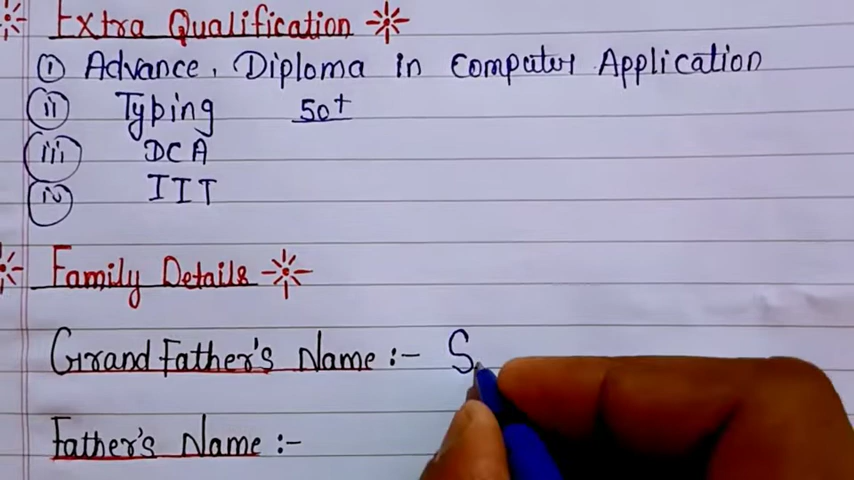 Extra Qualification
(i) Advance. Diploma in Computer Application
(ii) Typing 50+
(iii) DCA
(iv) IIT
Family Details
Grand Father's Name :- S
Father's Name :-